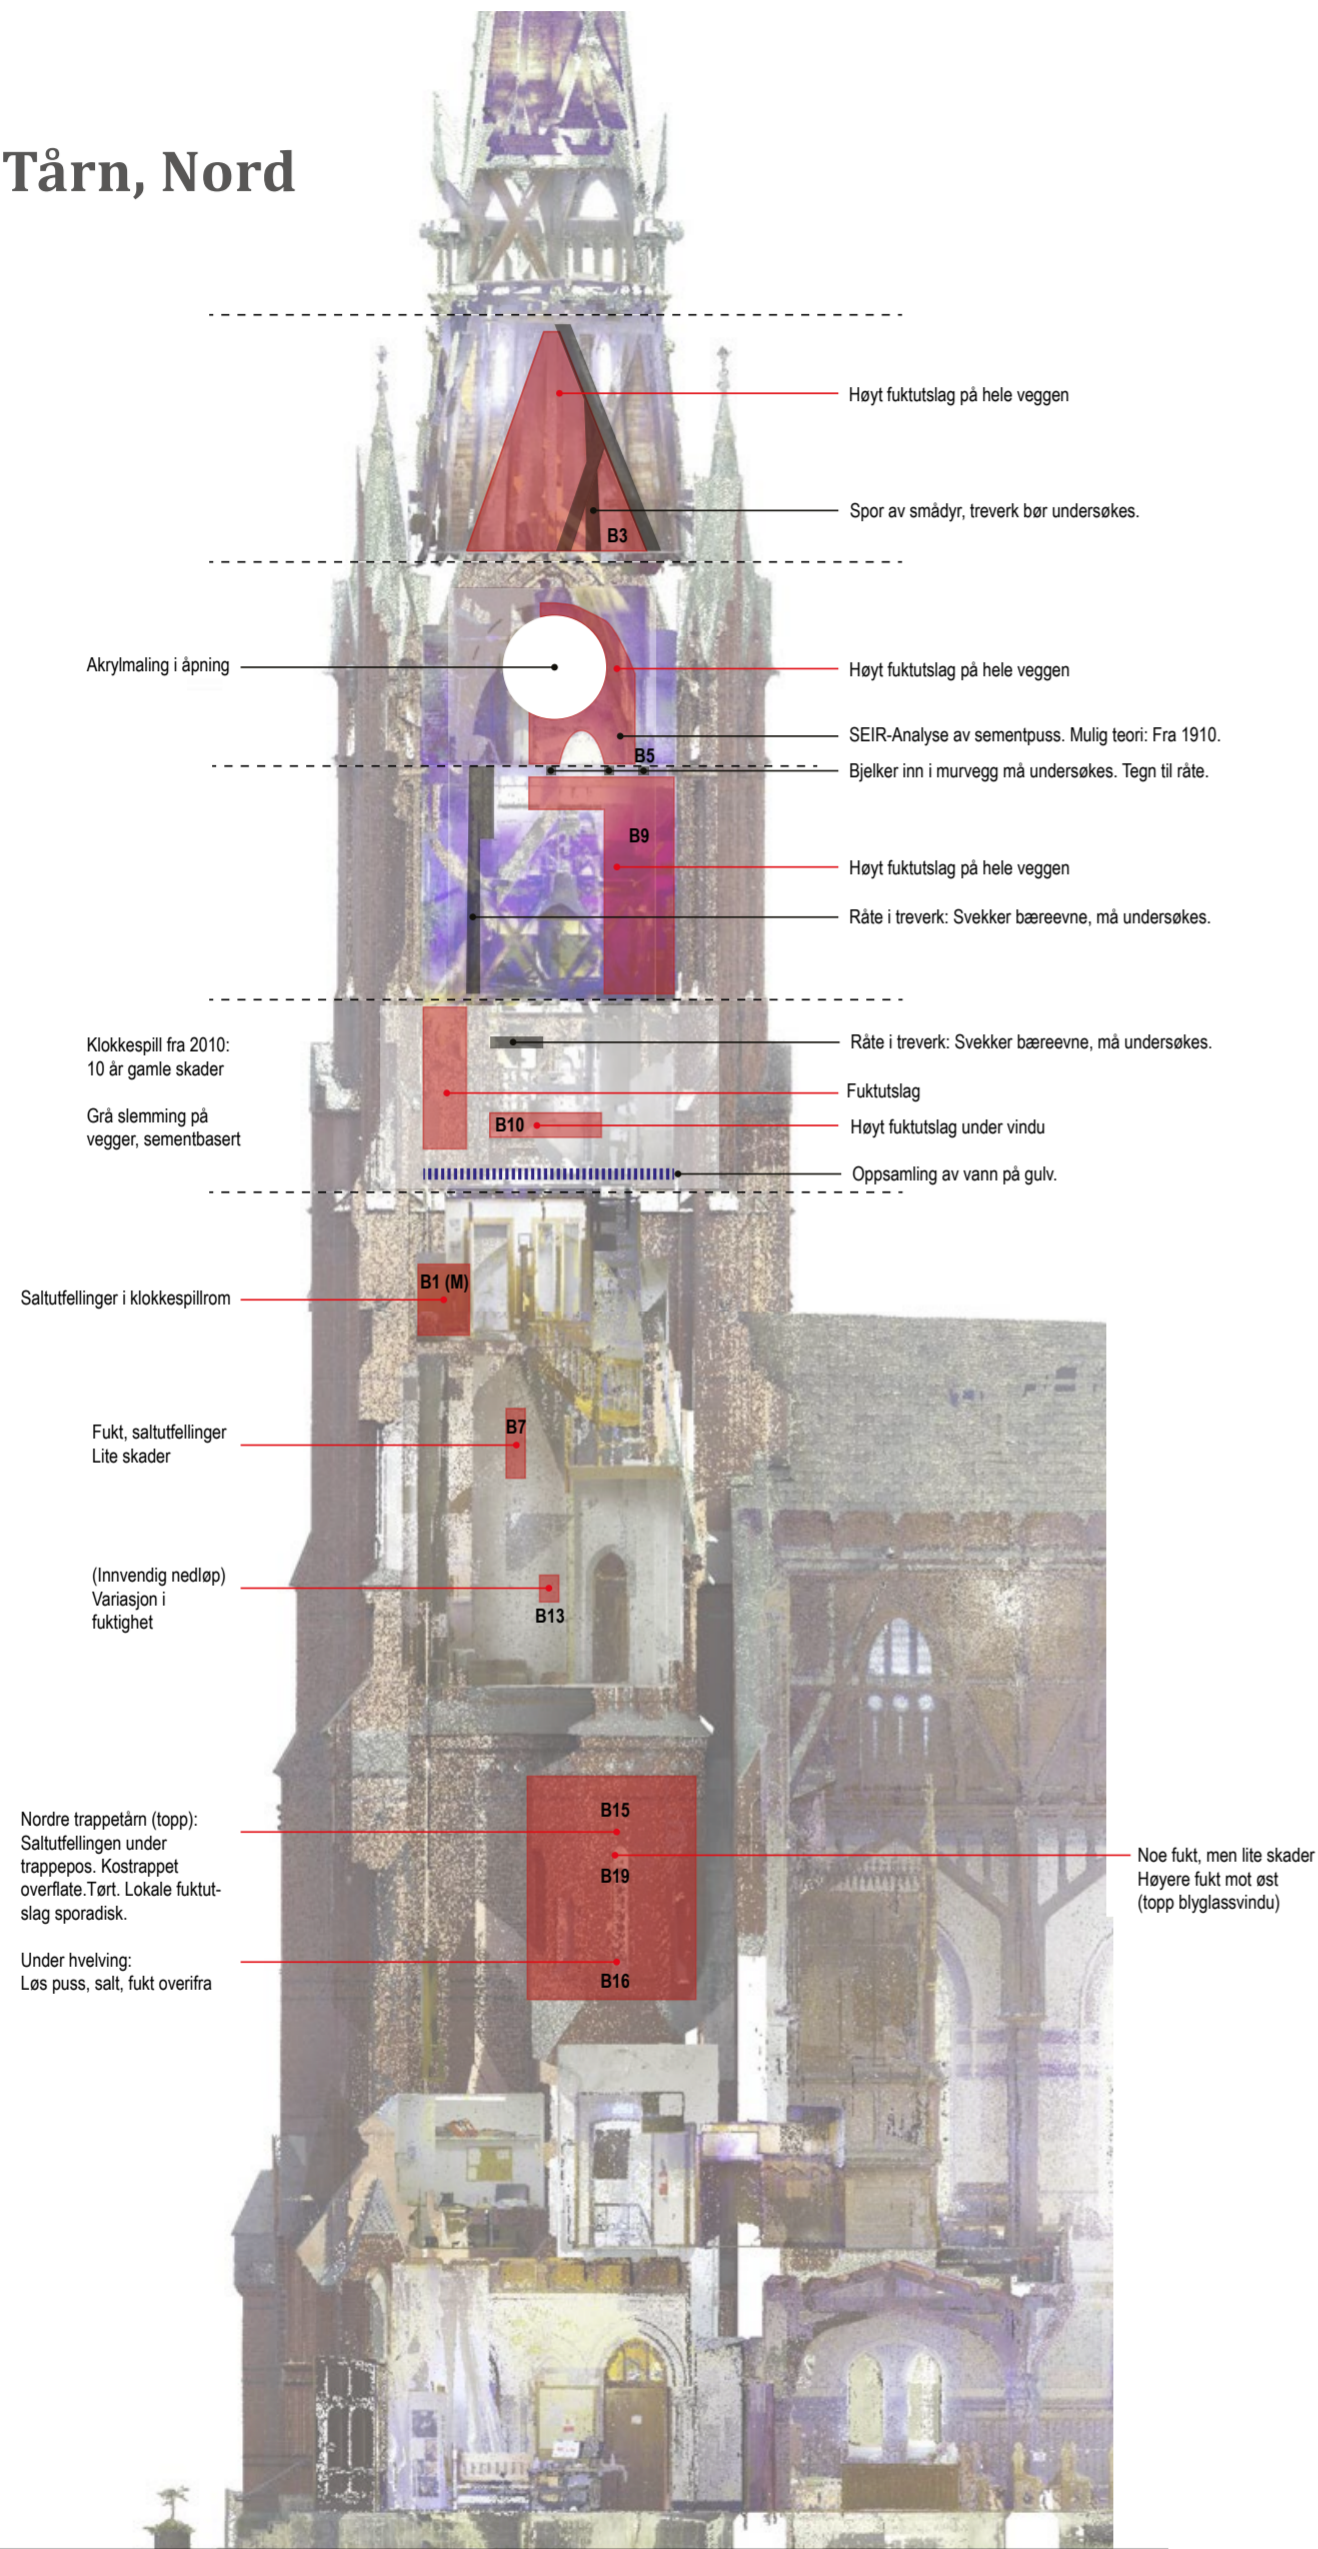 Tårn, Nord
Høyt fuktutslag på hele veggen
Spor av smådyr, treverk bør undersøkes.
B3
Akrylmaling i åpning
Høyt fuktutslag på hele veggen
SEIR-Analyse av sementpuss. Mulig teori: Fra 1910.
B5
Bjelker inn i murvegg må undersøkes. Tegn til råte.
B9
Høyt fuktutslag på hele veggen
Råte i treverk: Svekker bæreevne, må undersøkes.
Klokkespill fra 2010:
10 år gamle skader
Grå slemming på
vegger, sementbasert
Råte i treverk: Svekker bæreevne, må undersøkes.
Fuktutslag
B10
Høyt fuktutslag under vindu
Oppsamling av vann på gulv.
B1 (M)
Saltutfellinger i klokkespillrom
B7
Fukt, saltutfellinger
Lite skader
(Innvendig nedløp)
Variasjon i
fuktighet
B13
Nordre trappetårn (topp):
Saltutfellingen under
trappepos. Kostrappet
overflate.Tørt. Lokale fuktut-
slag sporadisk.
B15
B19
Noe fukt, men lite skader
Høyere fukt mot øst
(topp blyglassvindu)
Under hvelving:
Løs puss, salt, fukt overifra
B16